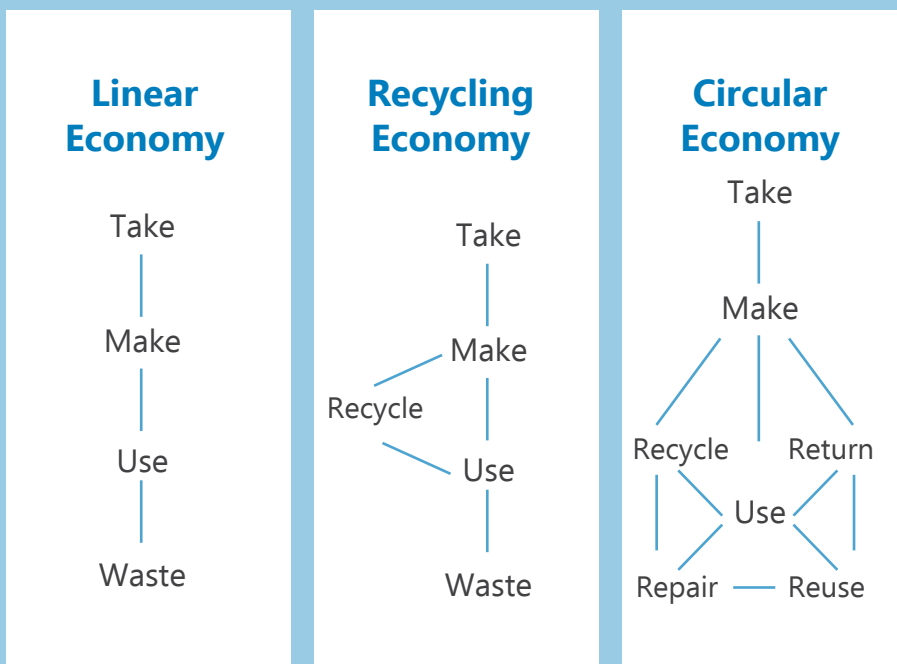 Linear
Economy
Take
Make
Use
Waste
Recycling
Economy
Take
Make
Recycle
Use
Waste
Circular
Economy
Take
Make
Recycle Return
Use
Repair Reuse